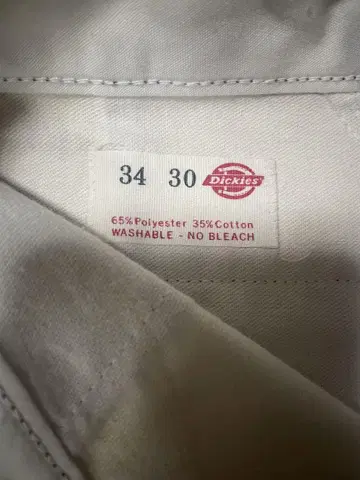 34 30 Dickies
65% Polyester 35% Cotton
WASHABLE - NO BLEACH